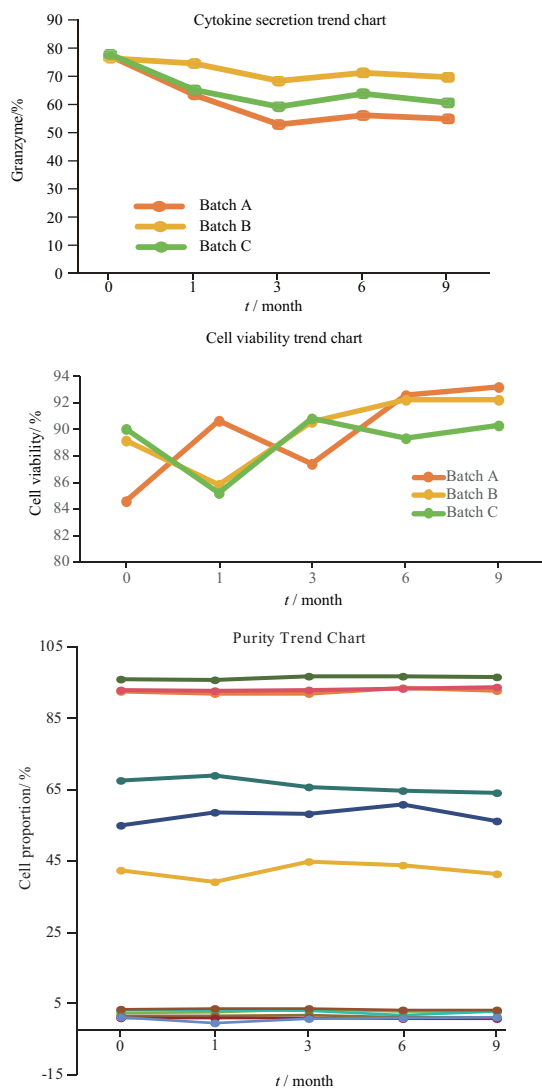 Cytokine secretion trend chart
90
80
70
60
50
40
30
20
10
0
Granzyme/%
Batch A
Batch B
Batch C
0 1 3 6 9
t / month
Cell viability trend chart
94
92
90
88
86
84
82
80
Cell viability/ %
Batch A
Batch B
Batch C
0 1 3 6 9
t / month
Purity Trend Chart
105
85
65
45
25
5
-15
Cell proportion/ %
0 1 3 6 9
t / month